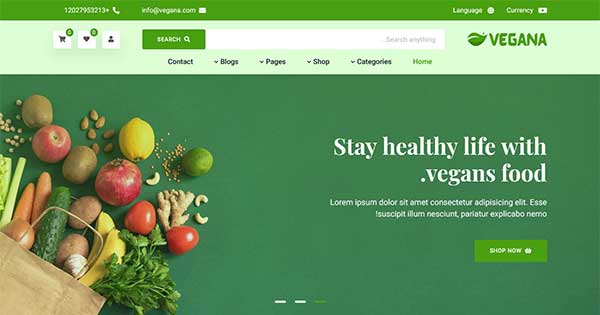 12027953213+
info@vegana.com
Language
Currency
0
0
SEARCH
...Search anything
VEGANA
Contact
Blogs
Pages
Shop
Categories
Home
Stay healthy life with
.vegans food
Lorem ipsum dolor sit amet consectetur adipisicing elit. Esse
!suscipit illum nesciunt, pariatur explicabo nemo
SHOP NOW